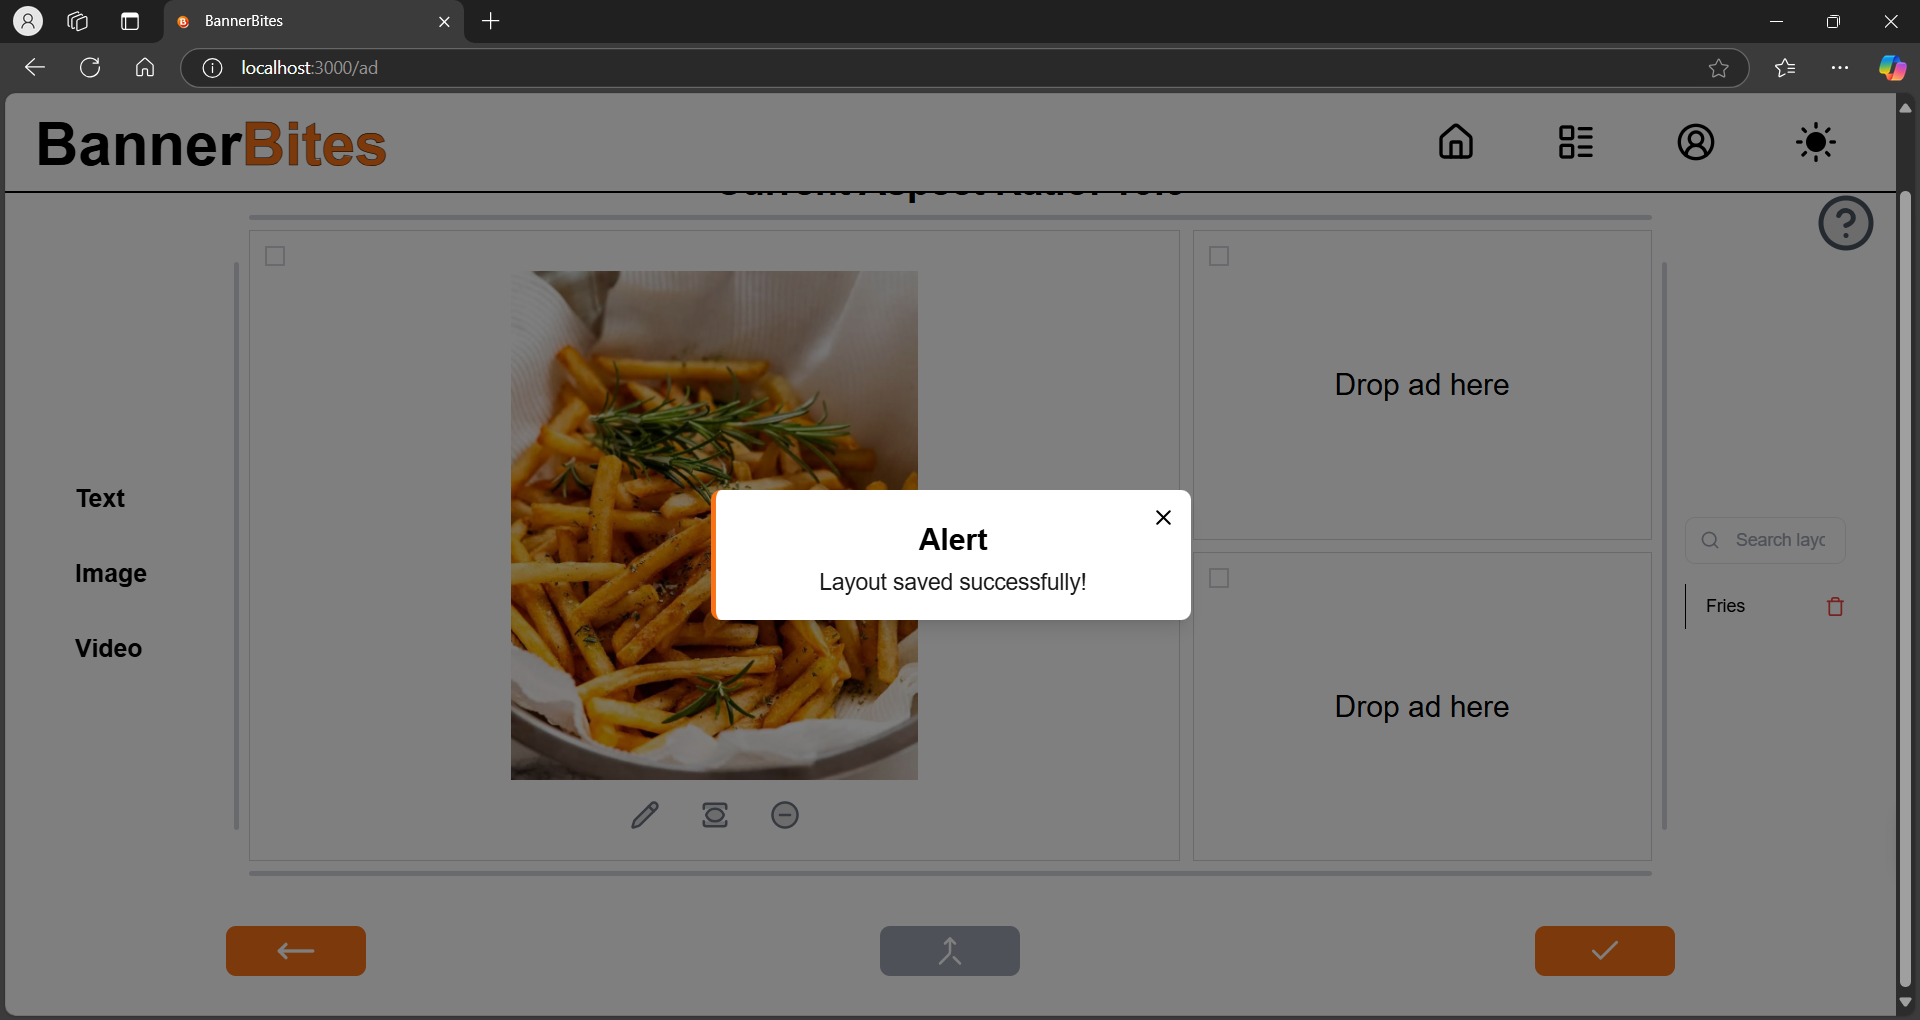 BannerBites
localhost:3000/ad
BannerBites
Drop ad here
Text
Alert
Layout saved successfully!
Image
Search layc
Fries
Video
Drop ad here